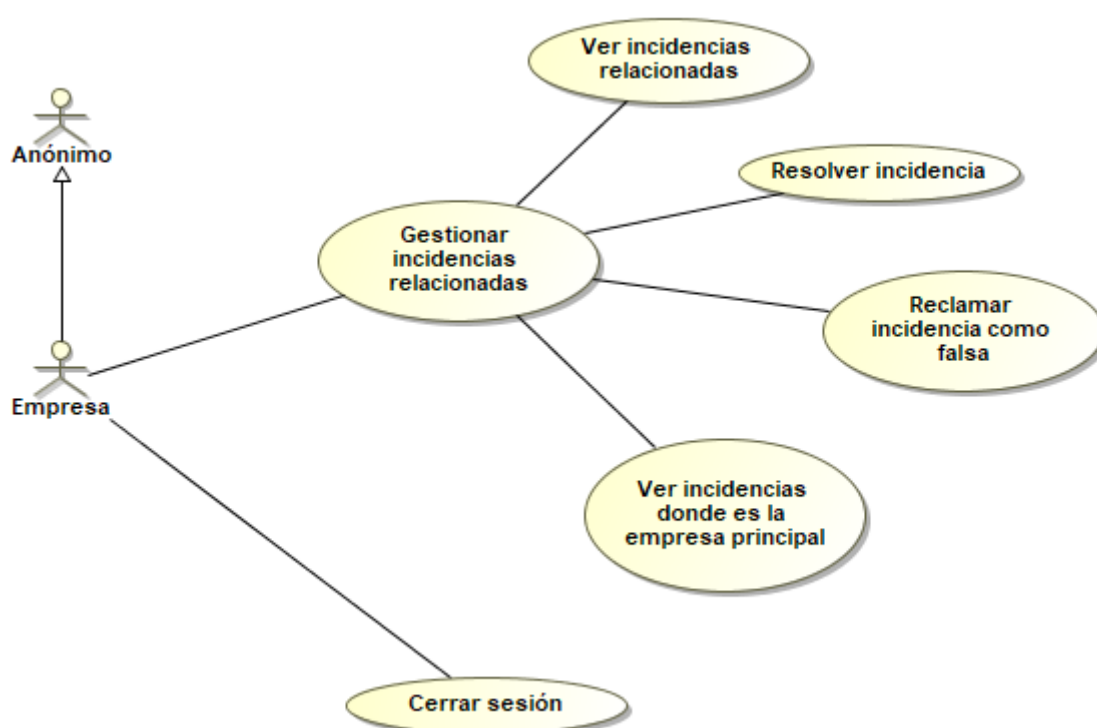 Ver incidencias
relacionadas
Anónimo
Resolver incidencia
Gestionar
incidencias
relacionadas
Reclamar
incidencia como
falsa
Empresa
Ver incidencias
donde es la
empresa principal
Cerrar sesión